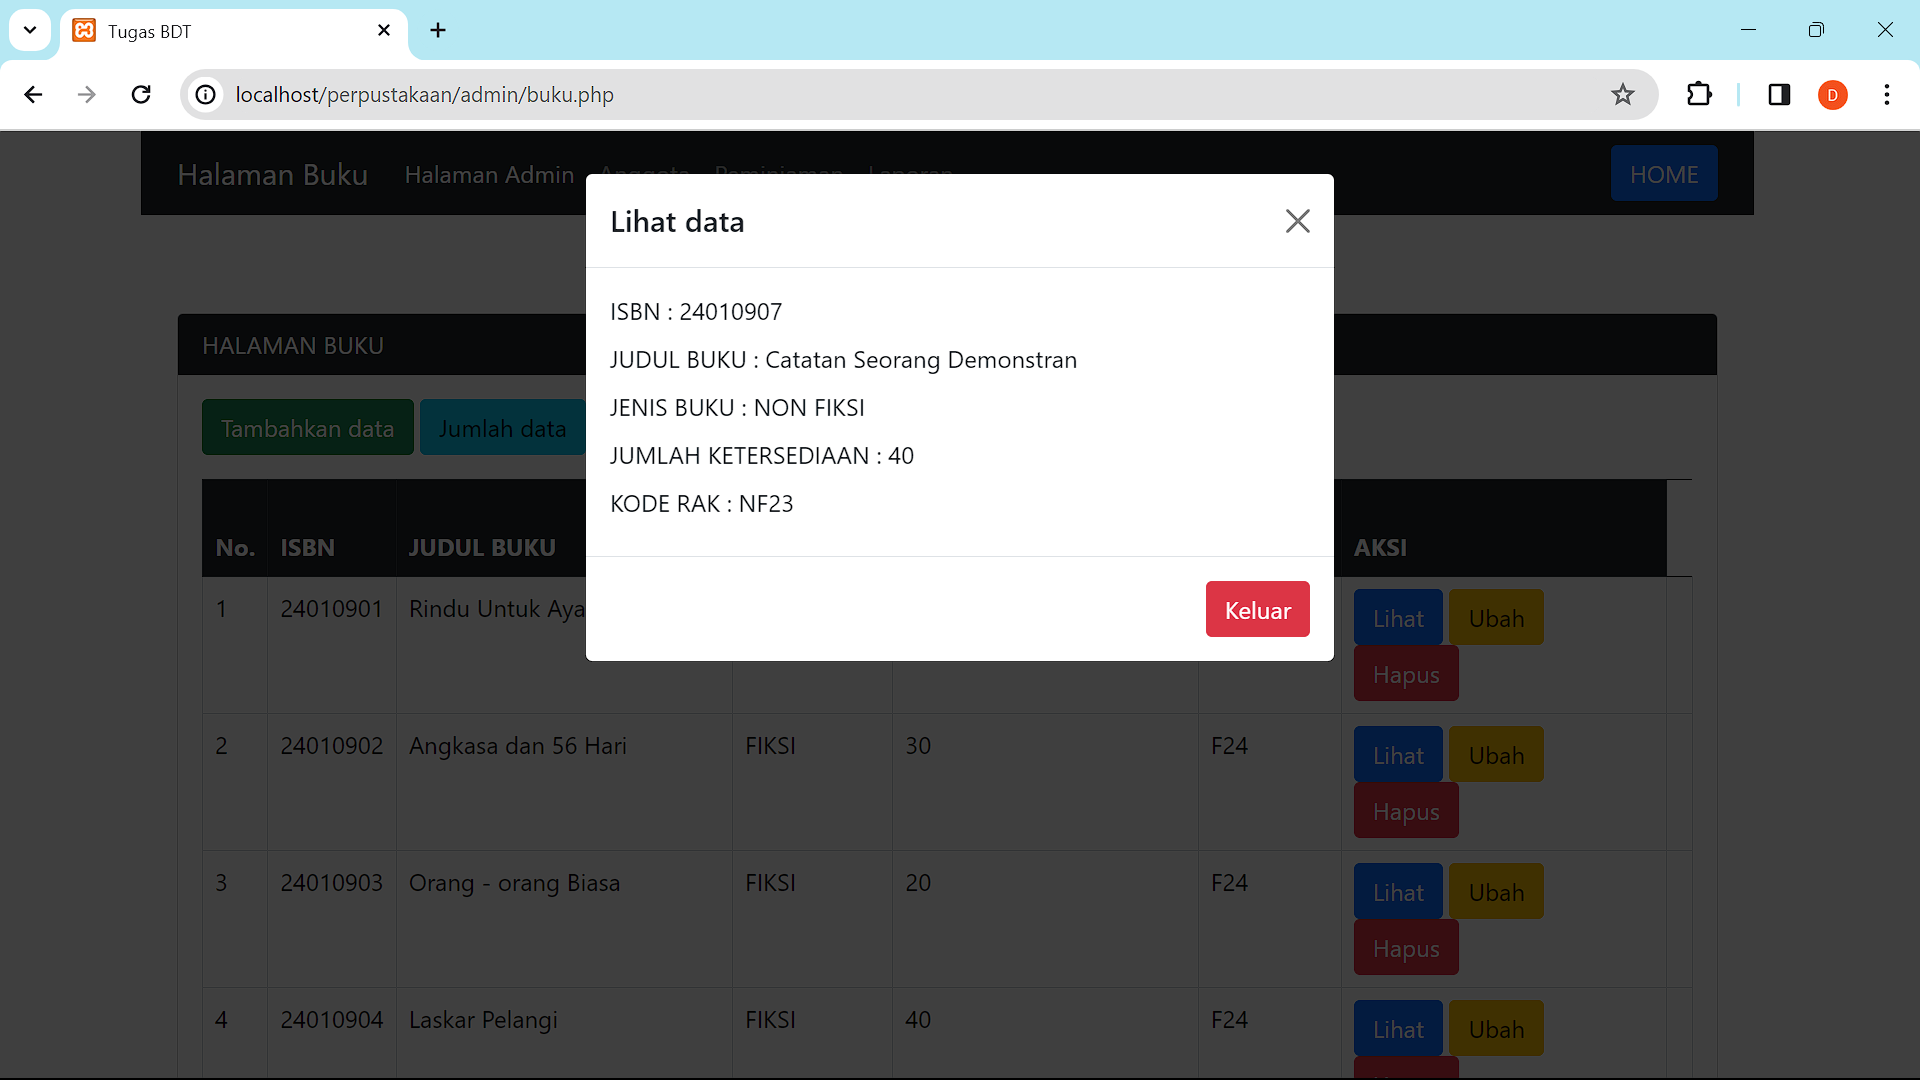 Tugas BDT
localhost/perpustakaan/admin/buku.php
D
Halaman Buku Halaman Admin Anggota Peminjaman Laporan HOME
Lihat data
ISBN : 24010907
JUDUL BUKU : Catatan Seorang Demonstran
JENIS BUKU : NON FIKSI
JUMLAH KETERSEDIAAN : 40
KODE RAK : NF23
Keluar
HALAMAN BUKU
Tambahkan data Jumlah data
No. ISBN JUDUL BUKU AKSI
1 24010901 Rindu Untuk Aya Lihat Ubah
Hapus
2 24010902 Angkasa dan 56 Hari FIKSI 30 F24 Lihat Ubah
Hapus
3 24010903 Orang - orang Biasa FIKSI 20 F24 Lihat Ubah
Hapus
4 24010904 Laskar Pelangi FIKSI 40 F24 Lihat Ubah